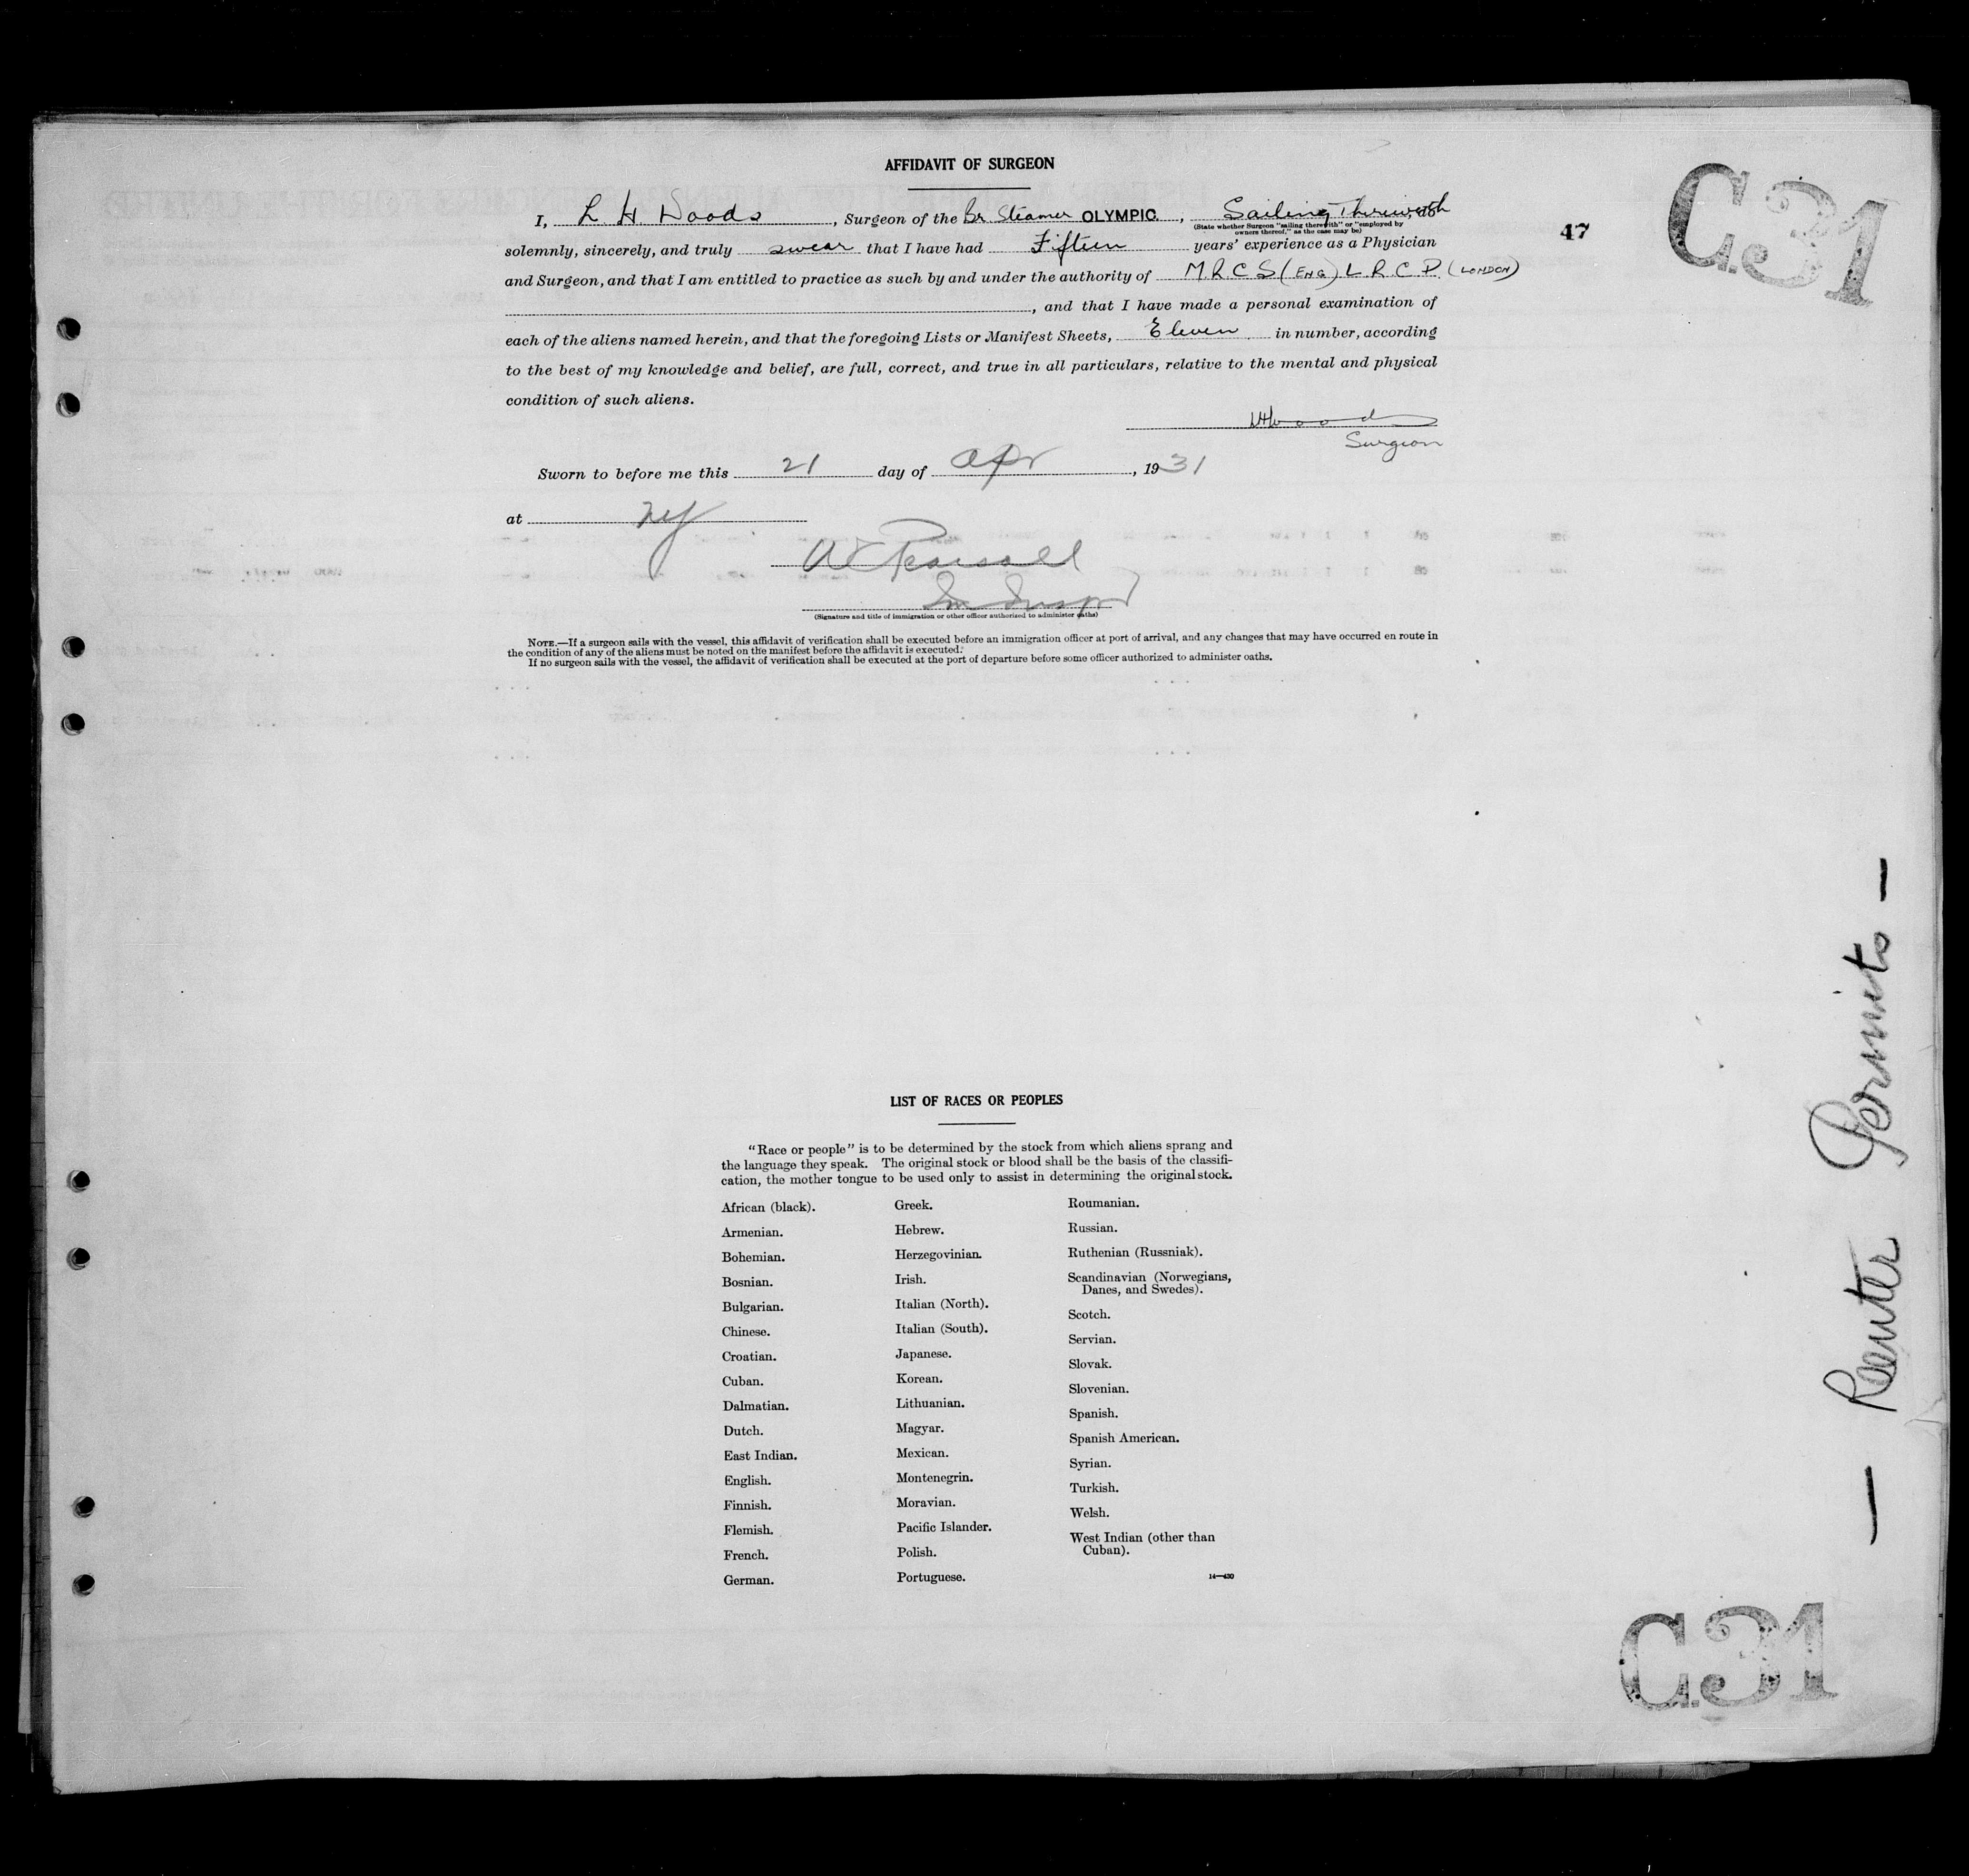 AFFIDAVIT OF SURGEON
I, L H Woods, Surgeon of the Br Steamer OLYMPIC, Sailing Therewith, do
(State whether Surgeon "sailing therewith" or "employed by
owners thereof," as the case may be)
47
C.31
solemnly, sincerely, and truly swear that I have had Fifteen years' experience as a Physician
and Surgeon, and that I am entitled to practice as such by and under the authority of M.R.C.S (ENG) L.R.C.P. (LONDON)
, and that I have made a personal examination of
each of the aliens named herein, and that the foregoing Lists or Manifest Sheets, Eleven in number, according
to the best of my knowledge and belief, are full, correct, and true in all particulars, relative to the mental and physical
condition of such aliens.
LHWoods
Surgeon
Sworn to before me this 21 day of Apr, 1931
at NY
Im Inspr
(Signature and title of immigration or other officer authorized to administer oaths)
NOTE.—If a surgeon sails with the vessel, this affidavit of verification shall be executed before an immigration officer at port of arrival, and any changes that may have occurred en route in
the condition of any of the aliens must be noted on the manifest before the affidavit is executed.
If no surgeon sails with the vessel, the affidavit of verification shall be executed at the port of departure before some officer authorized to administer oaths.
— Reenter Permits —
LIST OF RACES OR PEOPLES
"Race or people" is to be determined by the stock from which aliens sprang and
the language they speak. The original stock or blood shall be the basis of the classifi-
cation, the mother tongue to be used only to assist in determining the original stock.
African (black).
Armenian.
Bohemian.
Bosnian.
Bulgarian.
Chinese.
Croatian.
Cuban.
Dalmatian.
Dutch.
East Indian.
English.
Finnish.
Flemish.
French.
German.
Greek.
Hebrew.
Herzegovinian.
Irish.
Italian (North).
Italian (South).
Japanese.
Korean.
Lithuanian.
Magyar.
Mexican.
Montenegrin.
Moravian.
Pacific Islander.
Polish.
Portuguese.
Roumanian.
Russian.
Ruthenian (Russniak).
Scandinavian (Norwegians,
Danes, and Swedes).
Scotch.
Servian.
Slovak.
Slovenian.
Spanish.
Spanish American.
Syrian.
Turkish.
Welsh.
West Indian (other than
Cuban).
14—430
C.31